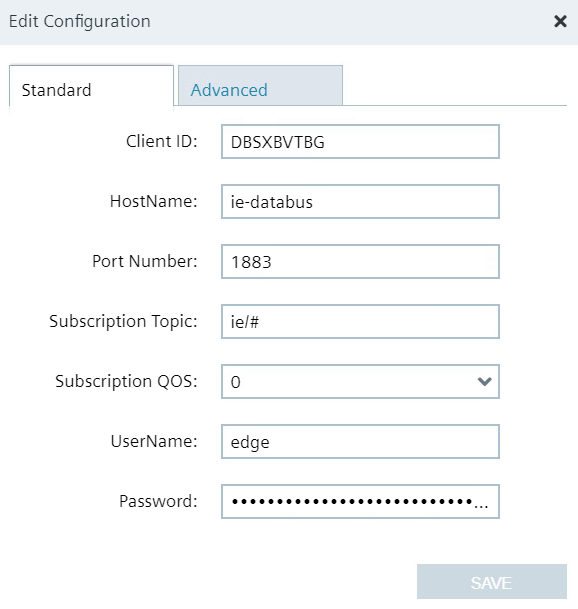 Edit Configuration
Standard
Advanced
Client ID: DBSXBVTBG
HostName: ie-databus
Port Number: 1883
Subscription Topic: ie/#
Subscription QOS: 0
UserName: edge
Password: •••••••••••••••••••••••••••...
SAVE